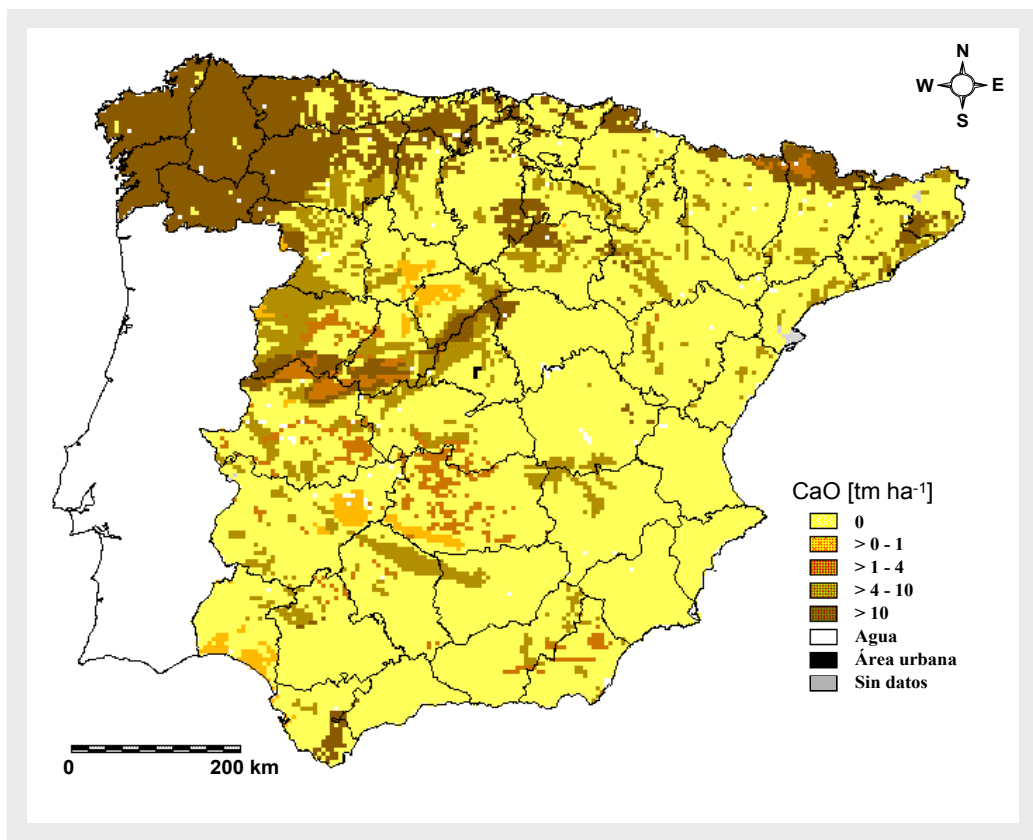 N
W E
S
CaO [tm ha-1]
0
> 0 - 1
> 1 - 4
> 4 - 10
> 10
Agua
Área urbana
Sin datos
0 200 km